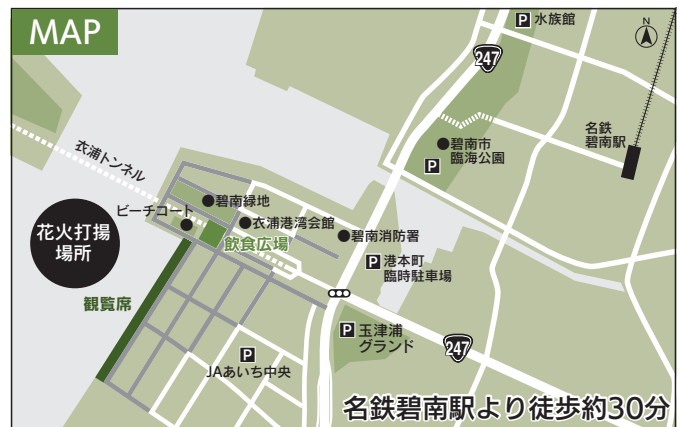 MAP
P 水族館
N
247
名鉄
碧南駅
碧南市
臨海公園
P
衣浦トンネル
碧南緑地
ビーチコート
衣浦港湾会館
飲食広場
碧南消防署
花火打揚
場所
P 港本町
臨時駐車場
観覧席
P 玉津浦
グランド
247
P
JAあいち中央
名鉄碧南駅より徒歩約30分